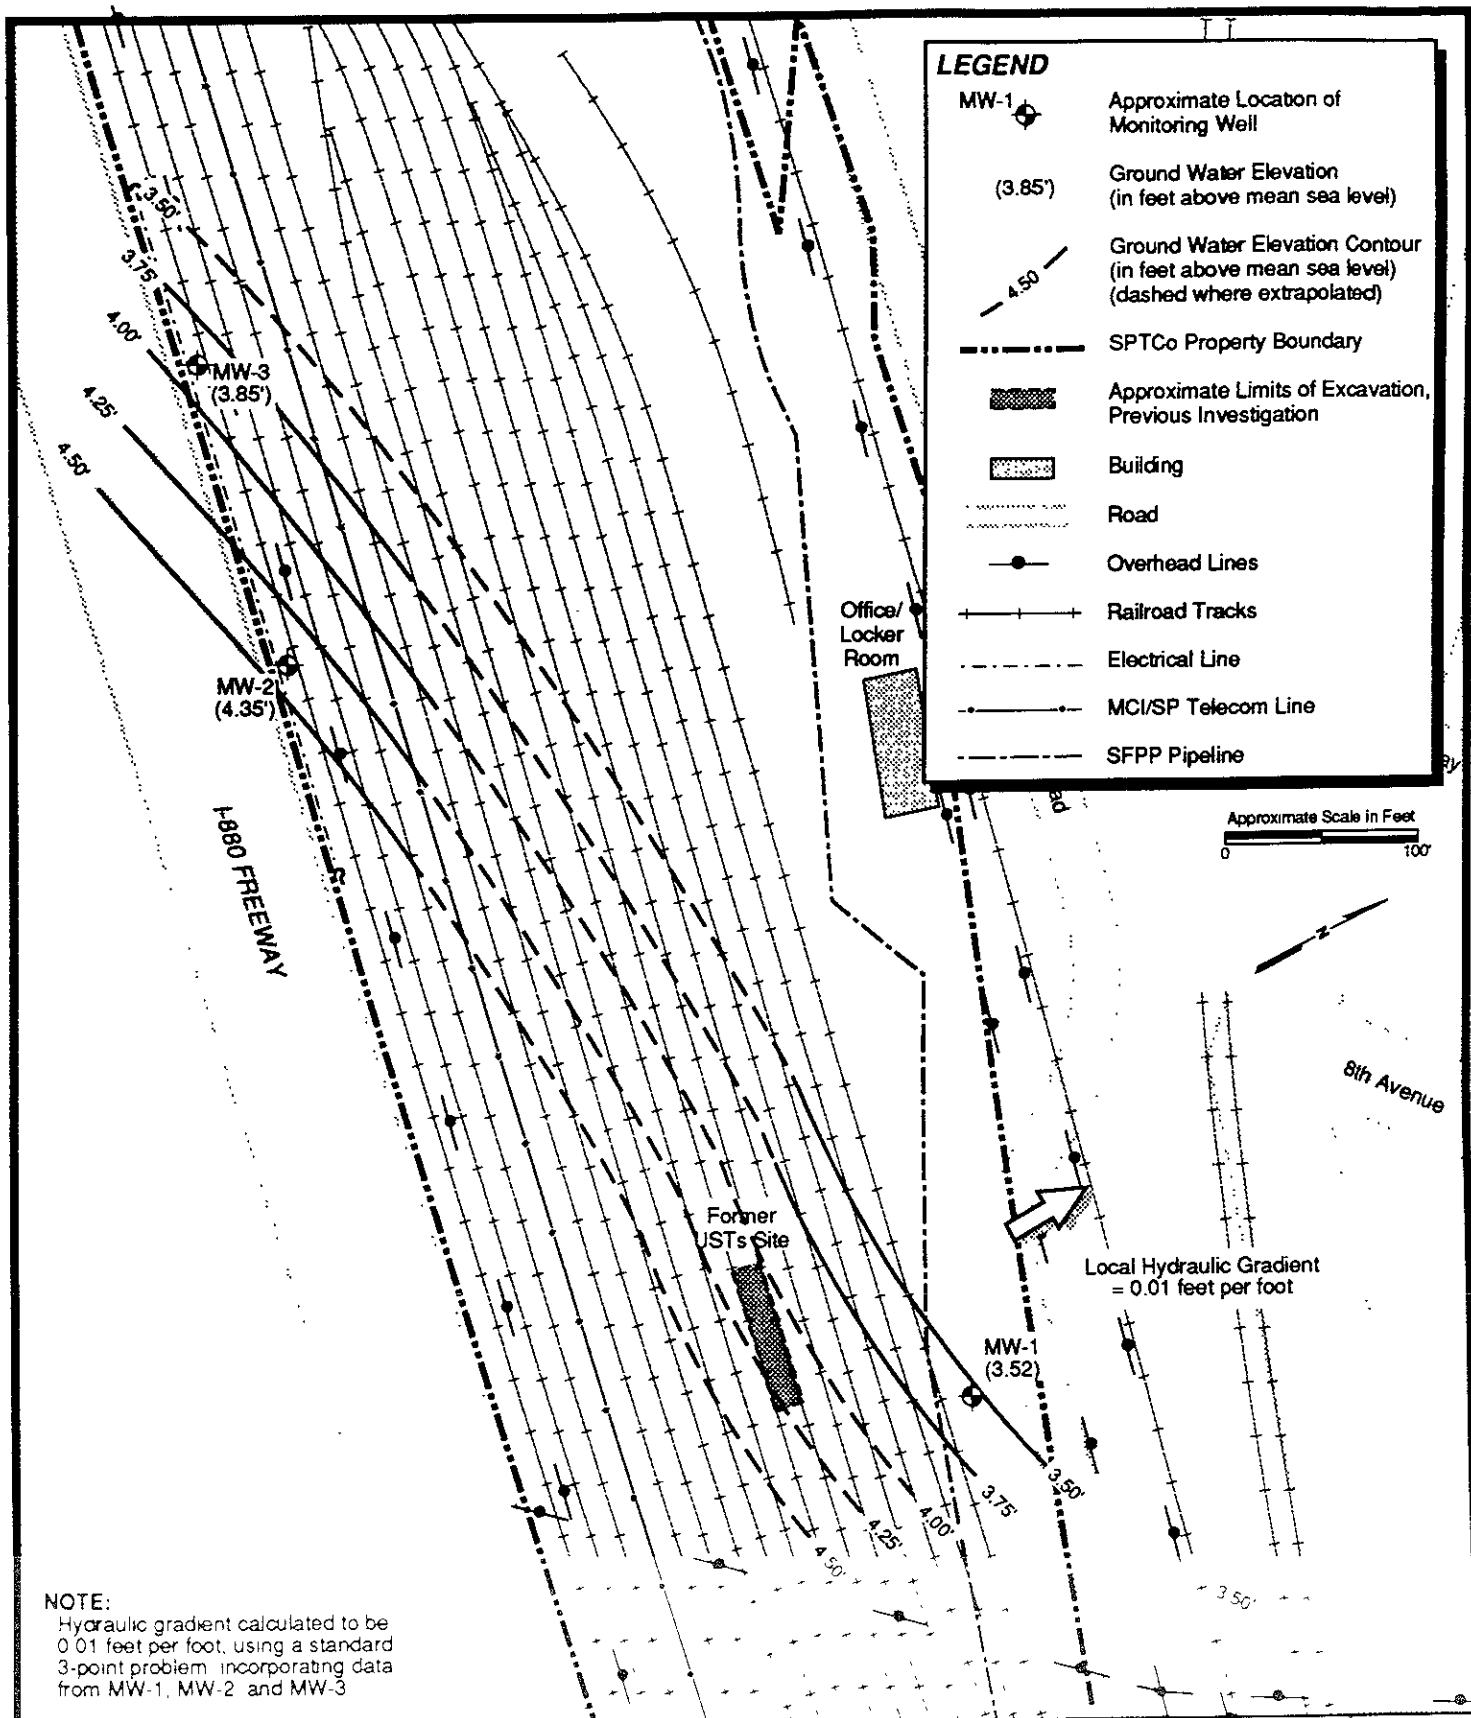 LEGEND
MW-1
Approximate Location of
Monitoring Well
(3.85')
Ground Water Elevation
(in feet above mean sea level)
4.50
Ground Water Elevation Contour
(in feet above mean sea level)
(dashed where extrapolated)
SPTCo Property Boundary
Approximate Limits of Excavation,
Previous Investigation
Building
Road
Overhead Lines
Railroad Tracks
Electrical Line
MCI/SP Telecom Line
SFPP Pipeline
Approximate Scale in Feet
0 100'
N
8th Avenue
3.50'
3.75'
4.00'
4.25'
4.50'
MW-3
(3.85')
MW-2
(4.35')
Office/
Locker
Room
I-880 FREEWAY
Former
USTs Site
Local Hydraulic Gradient
= 0.01 feet per foot
MW-1
(3.52)
3.50'
3.75'
4.00'
4.25'
4.50'
3 50'
NOTE:
Hydraulic gradient calculated to be
0 01 feet per foot, using a standard
3-point problem incorporating data
from MW-1, MW-2 and MW-3